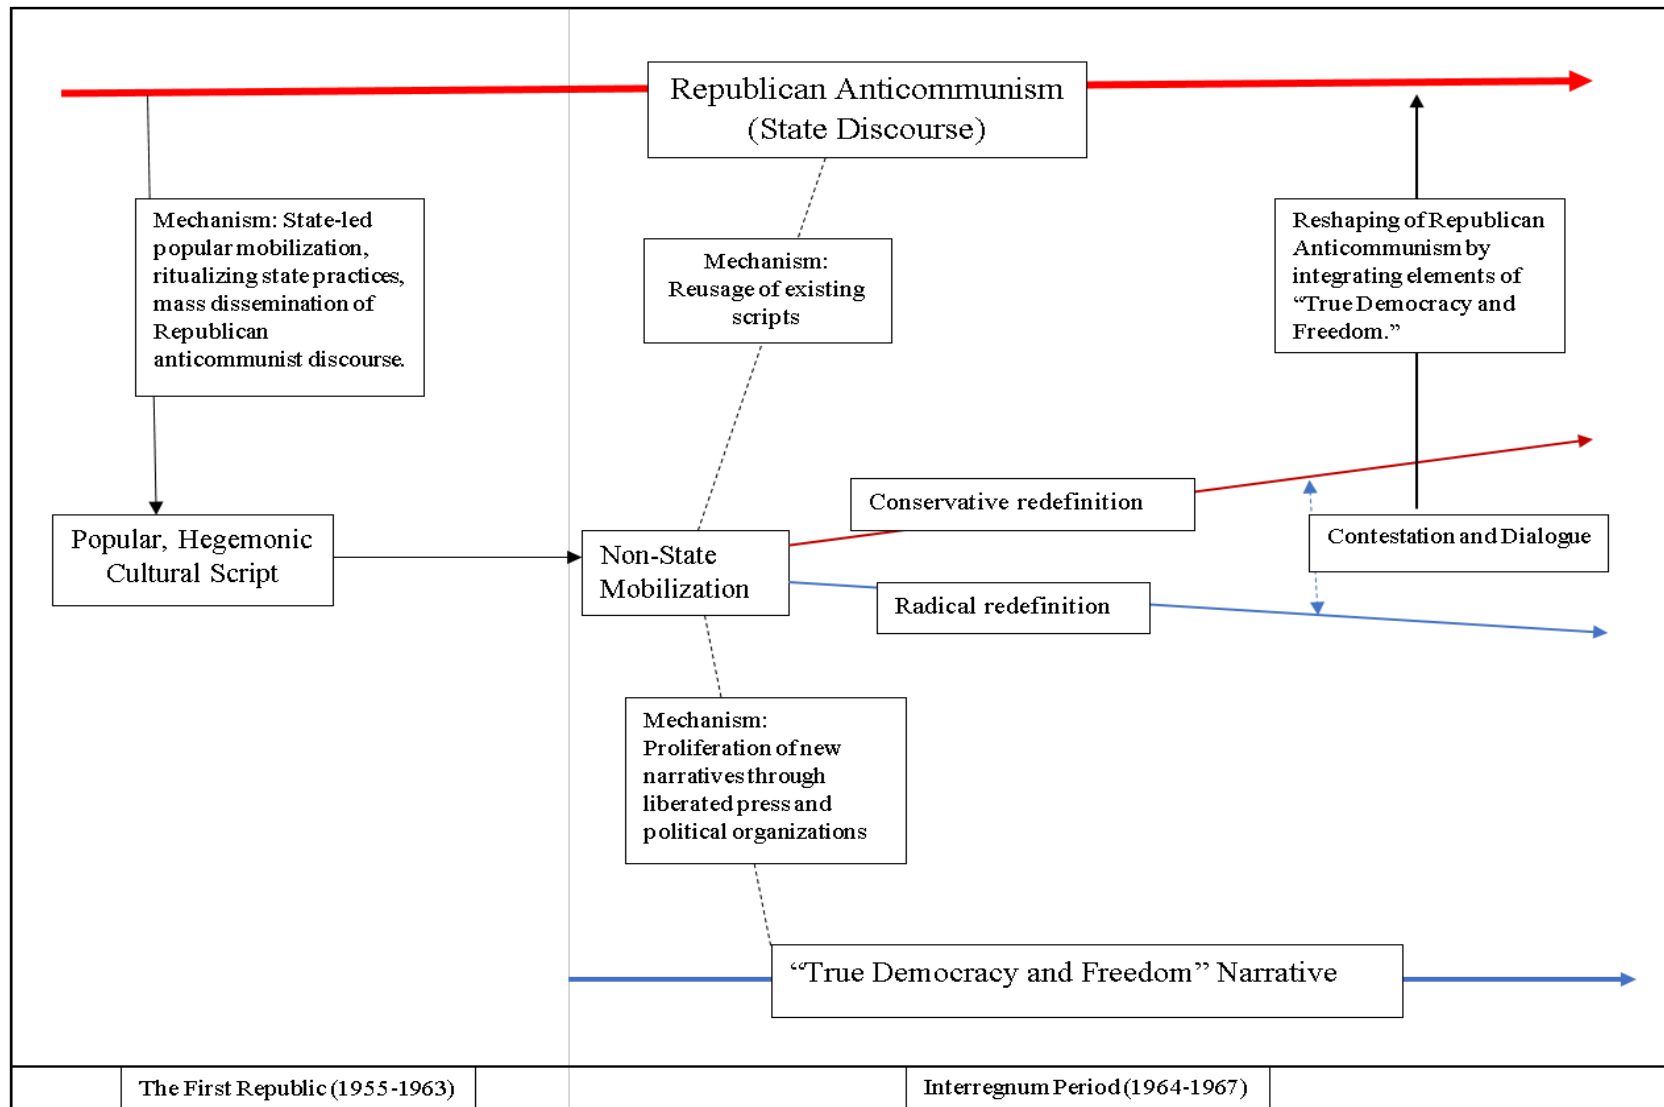 Republican Anticommunism
(State Discourse)
Mechanism: State-led
popular mobilization,
ritualizing state practices,
mass dissemination of
Republican
anticommunist discourse.
Mechanism:
Reusage of existing
scripts
Reshaping of Republican
Anticommunism by
integrating elements of
“True Democracy and
Freedom.”
Popular, Hegemonic
Cultural Script
Non-State
Mobilization
Conservative redefinition
Radical redefinition
Contestation and Dialogue
Mechanism:
Proliferation of new
narratives through
liberated press and
political organizations
“True Democracy and Freedom” Narrative
The First Republic (1955-1963)
Interregnum Period (1964-1967)